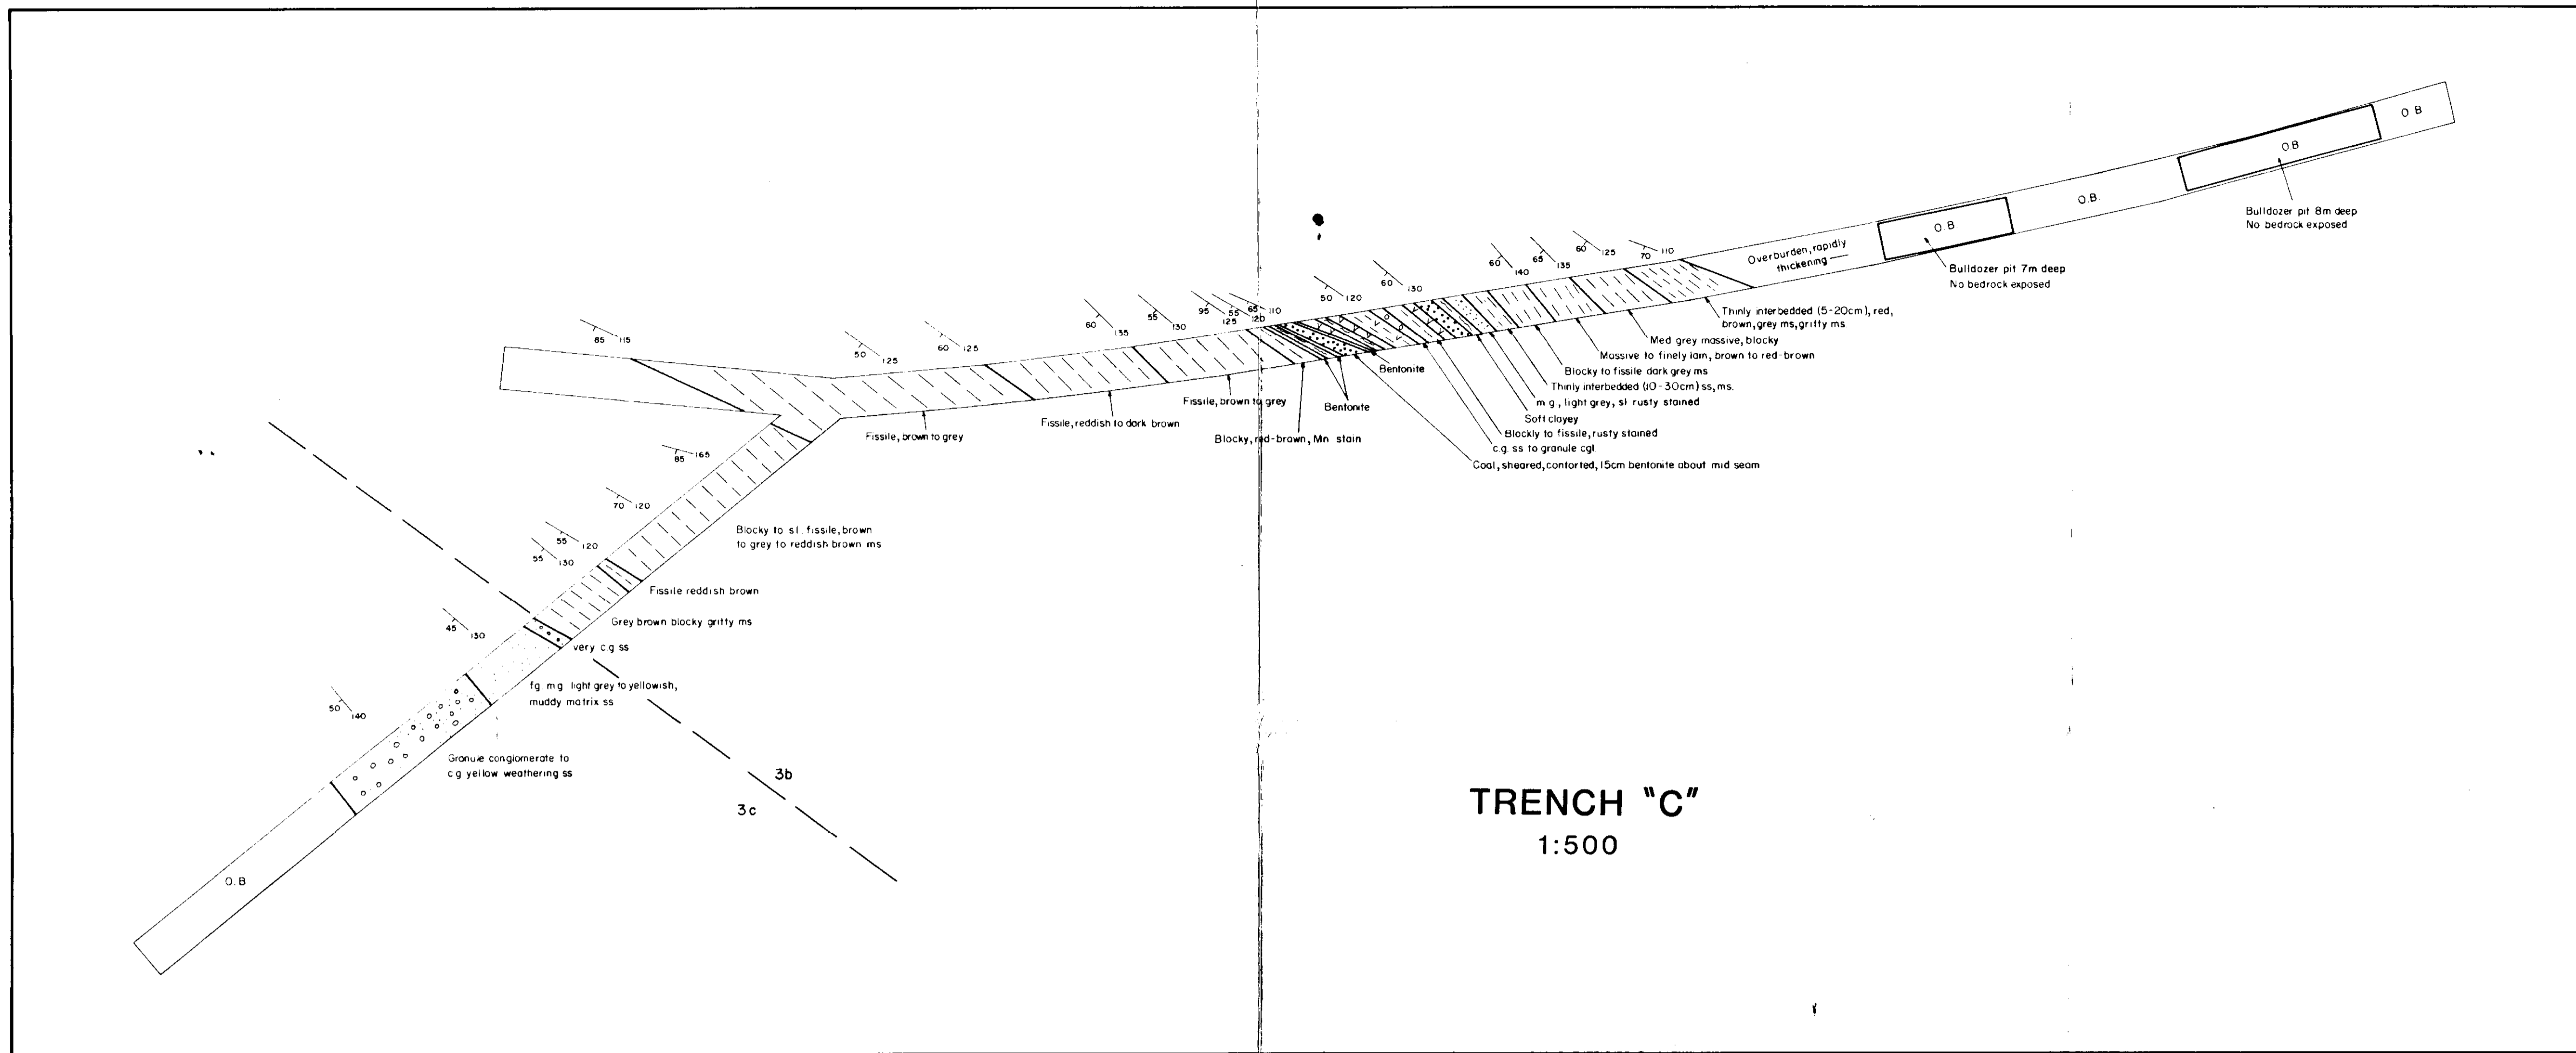 O B
O B
Bulldozer pit 8m deep
No bedrock exposed
O.B
O.B
Bulldozer pit 7m deep
No bedrock exposed
Overburden, rapidly
thickening
70 110
60 125
65 135
60 140
60 130
50 120
65 110
55 120
95 125
55 130
60 135
60 125
50 125
85 115
Thinly interbedded (5-20cm), red,
brown, grey ms, gritty ms
Med grey massive, blocky
Massive to finely lam, brown to red-brown
Blocky to fissile dark grey ms
Thinly interbedded (10-30cm) ss, ms.
m g., light grey, sl rusty stained
Soft clayey
Blockly to fissile, rusty stained
c.g. ss to granule cgl
Coal, sheared, contorted, 15cm bentonite about mid seam
Bentonite
Bentonite
Blocky, red-brown, Mn stain
Fissile, brown to grey
Fissile, reddish to dark brown
Fissile, brown to grey
85 165
70 120
55 120
55 130
45 130
50 140
Blocky to sl. fissile, brown
to grey to reddish brown ms
Fissile reddish brown
Grey brown blocky gritty ms
very c.g ss
fg. m.g. light grey to yellowish,
muddy matrix ss
Granule conglomerate to
c g yellow weathering ss
3b
3c
O.B
TRENCH "C"
1:500